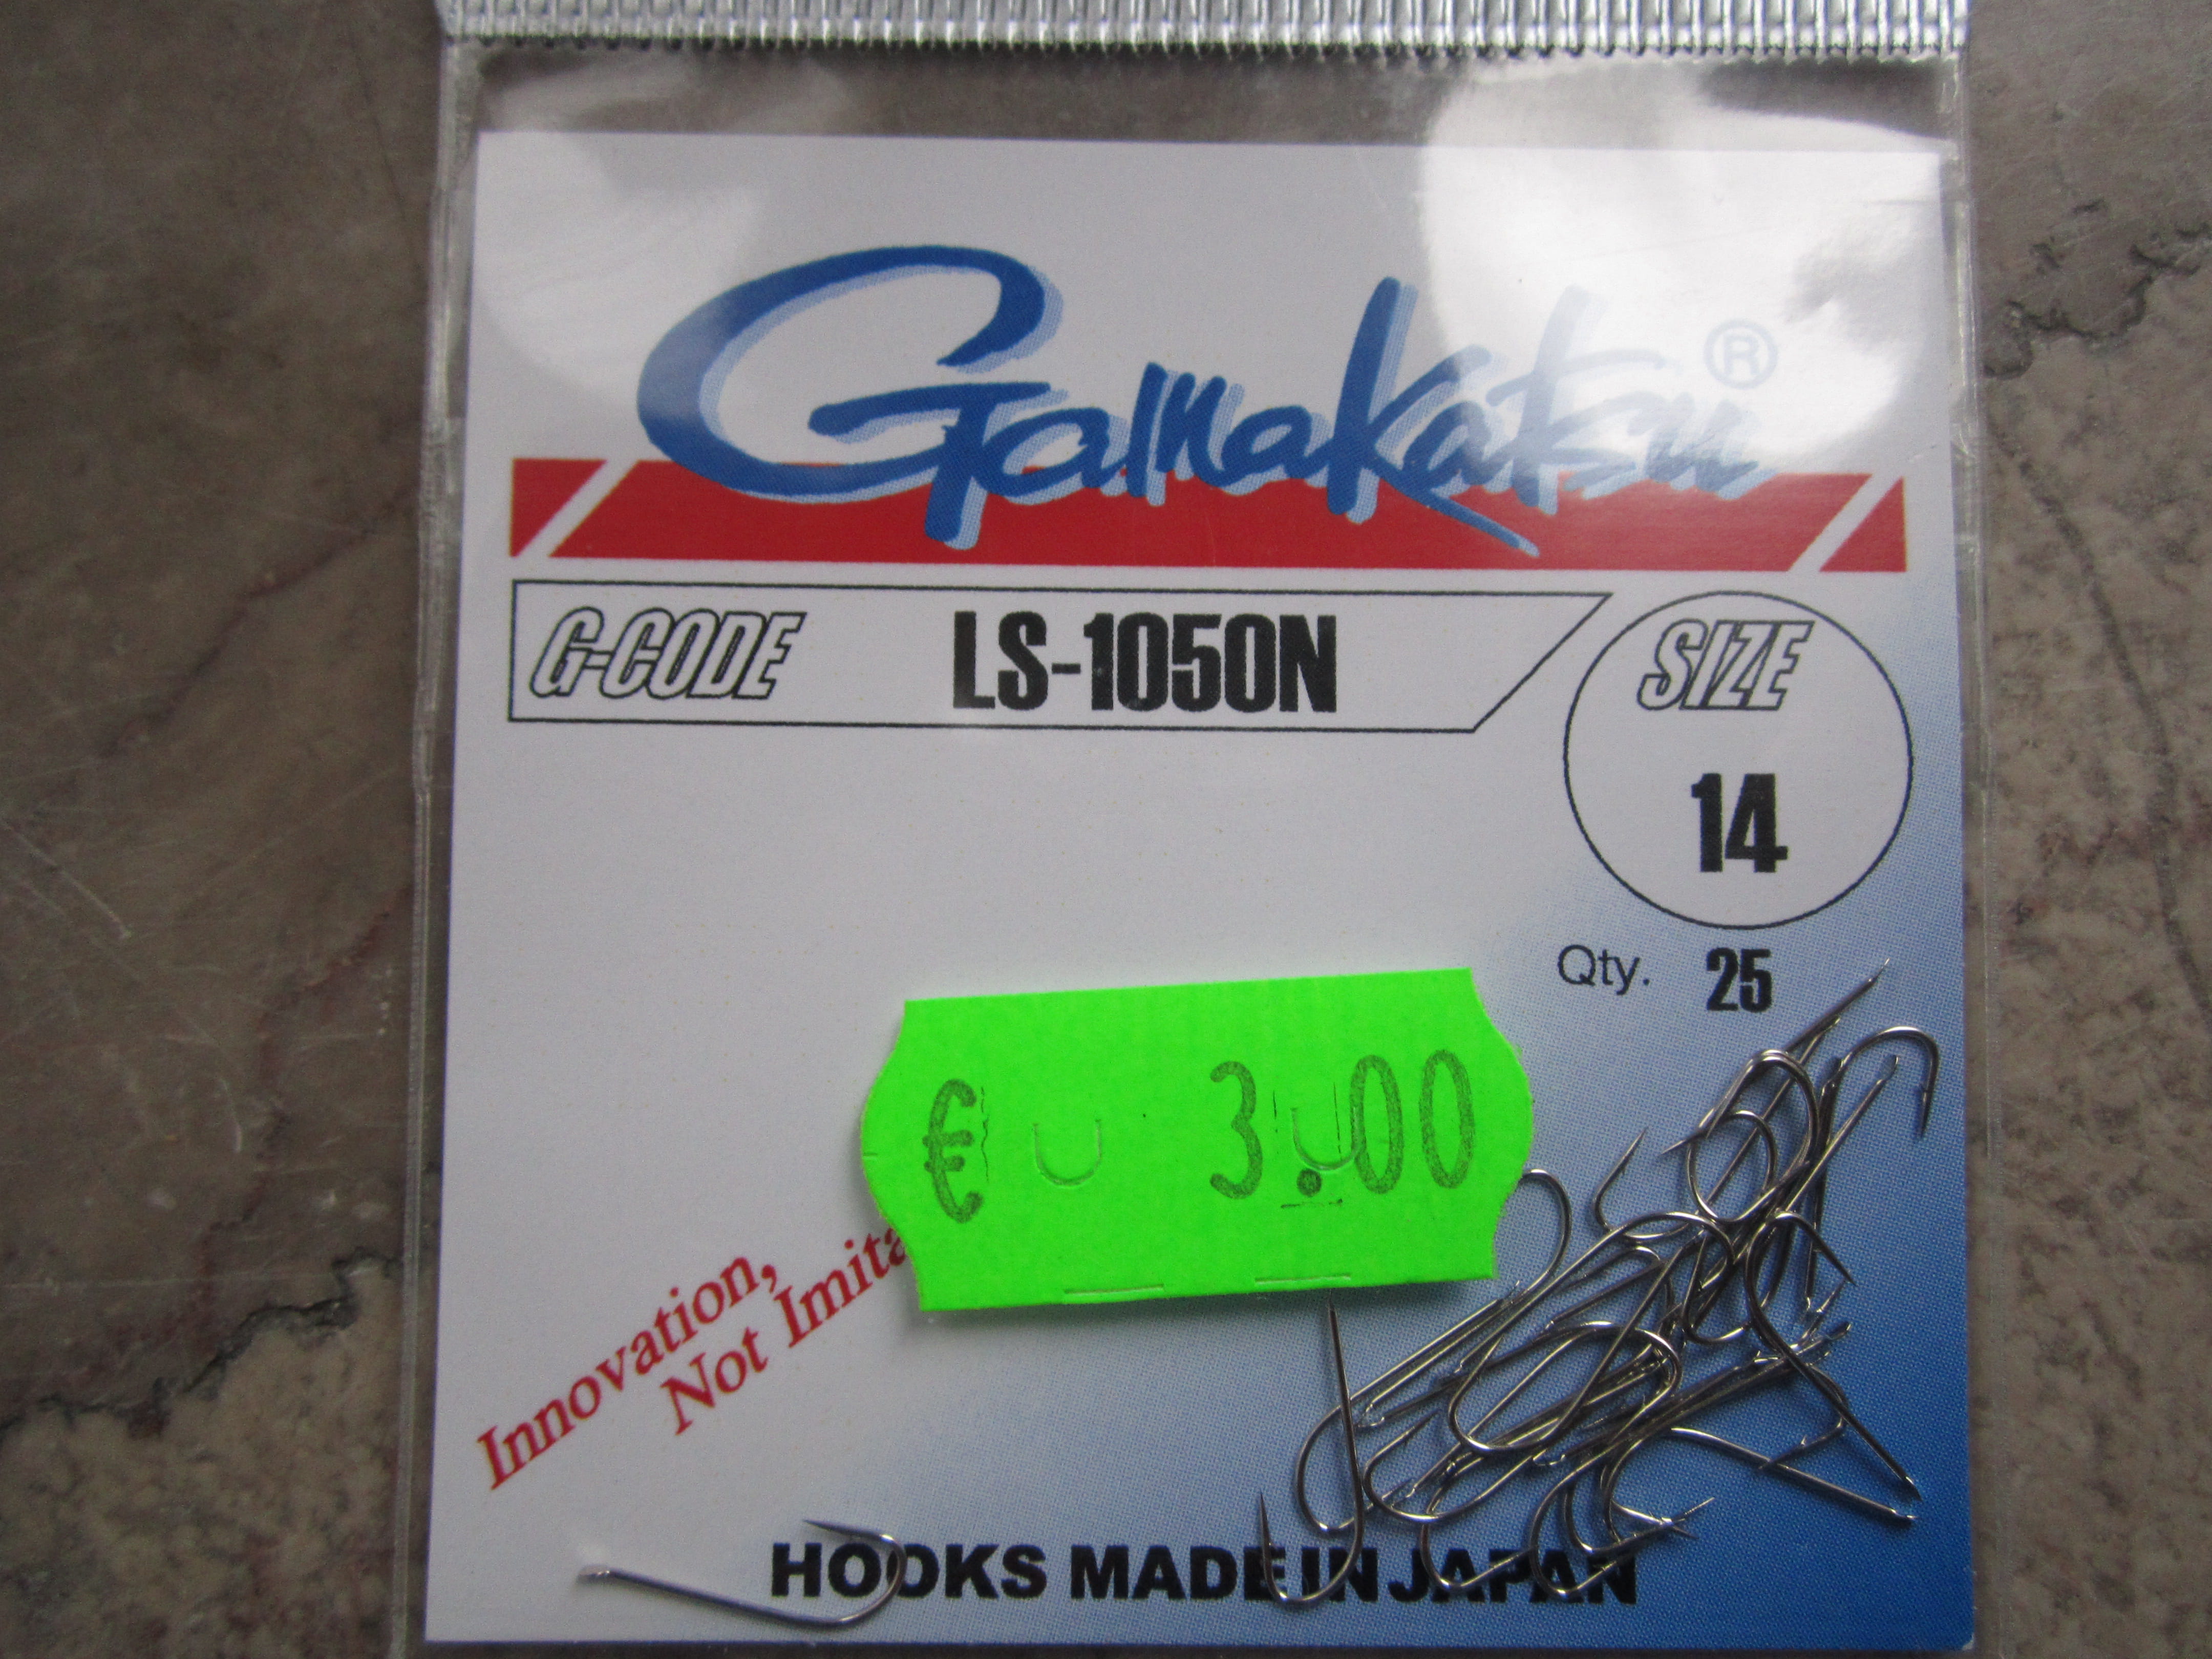 Gamakatsu ®
G-CODE LS-1050N
SIZE
14
Qty. 25
€ 3.00
Innovation,
Not Imita
HOOKS MADE IN JAPAN